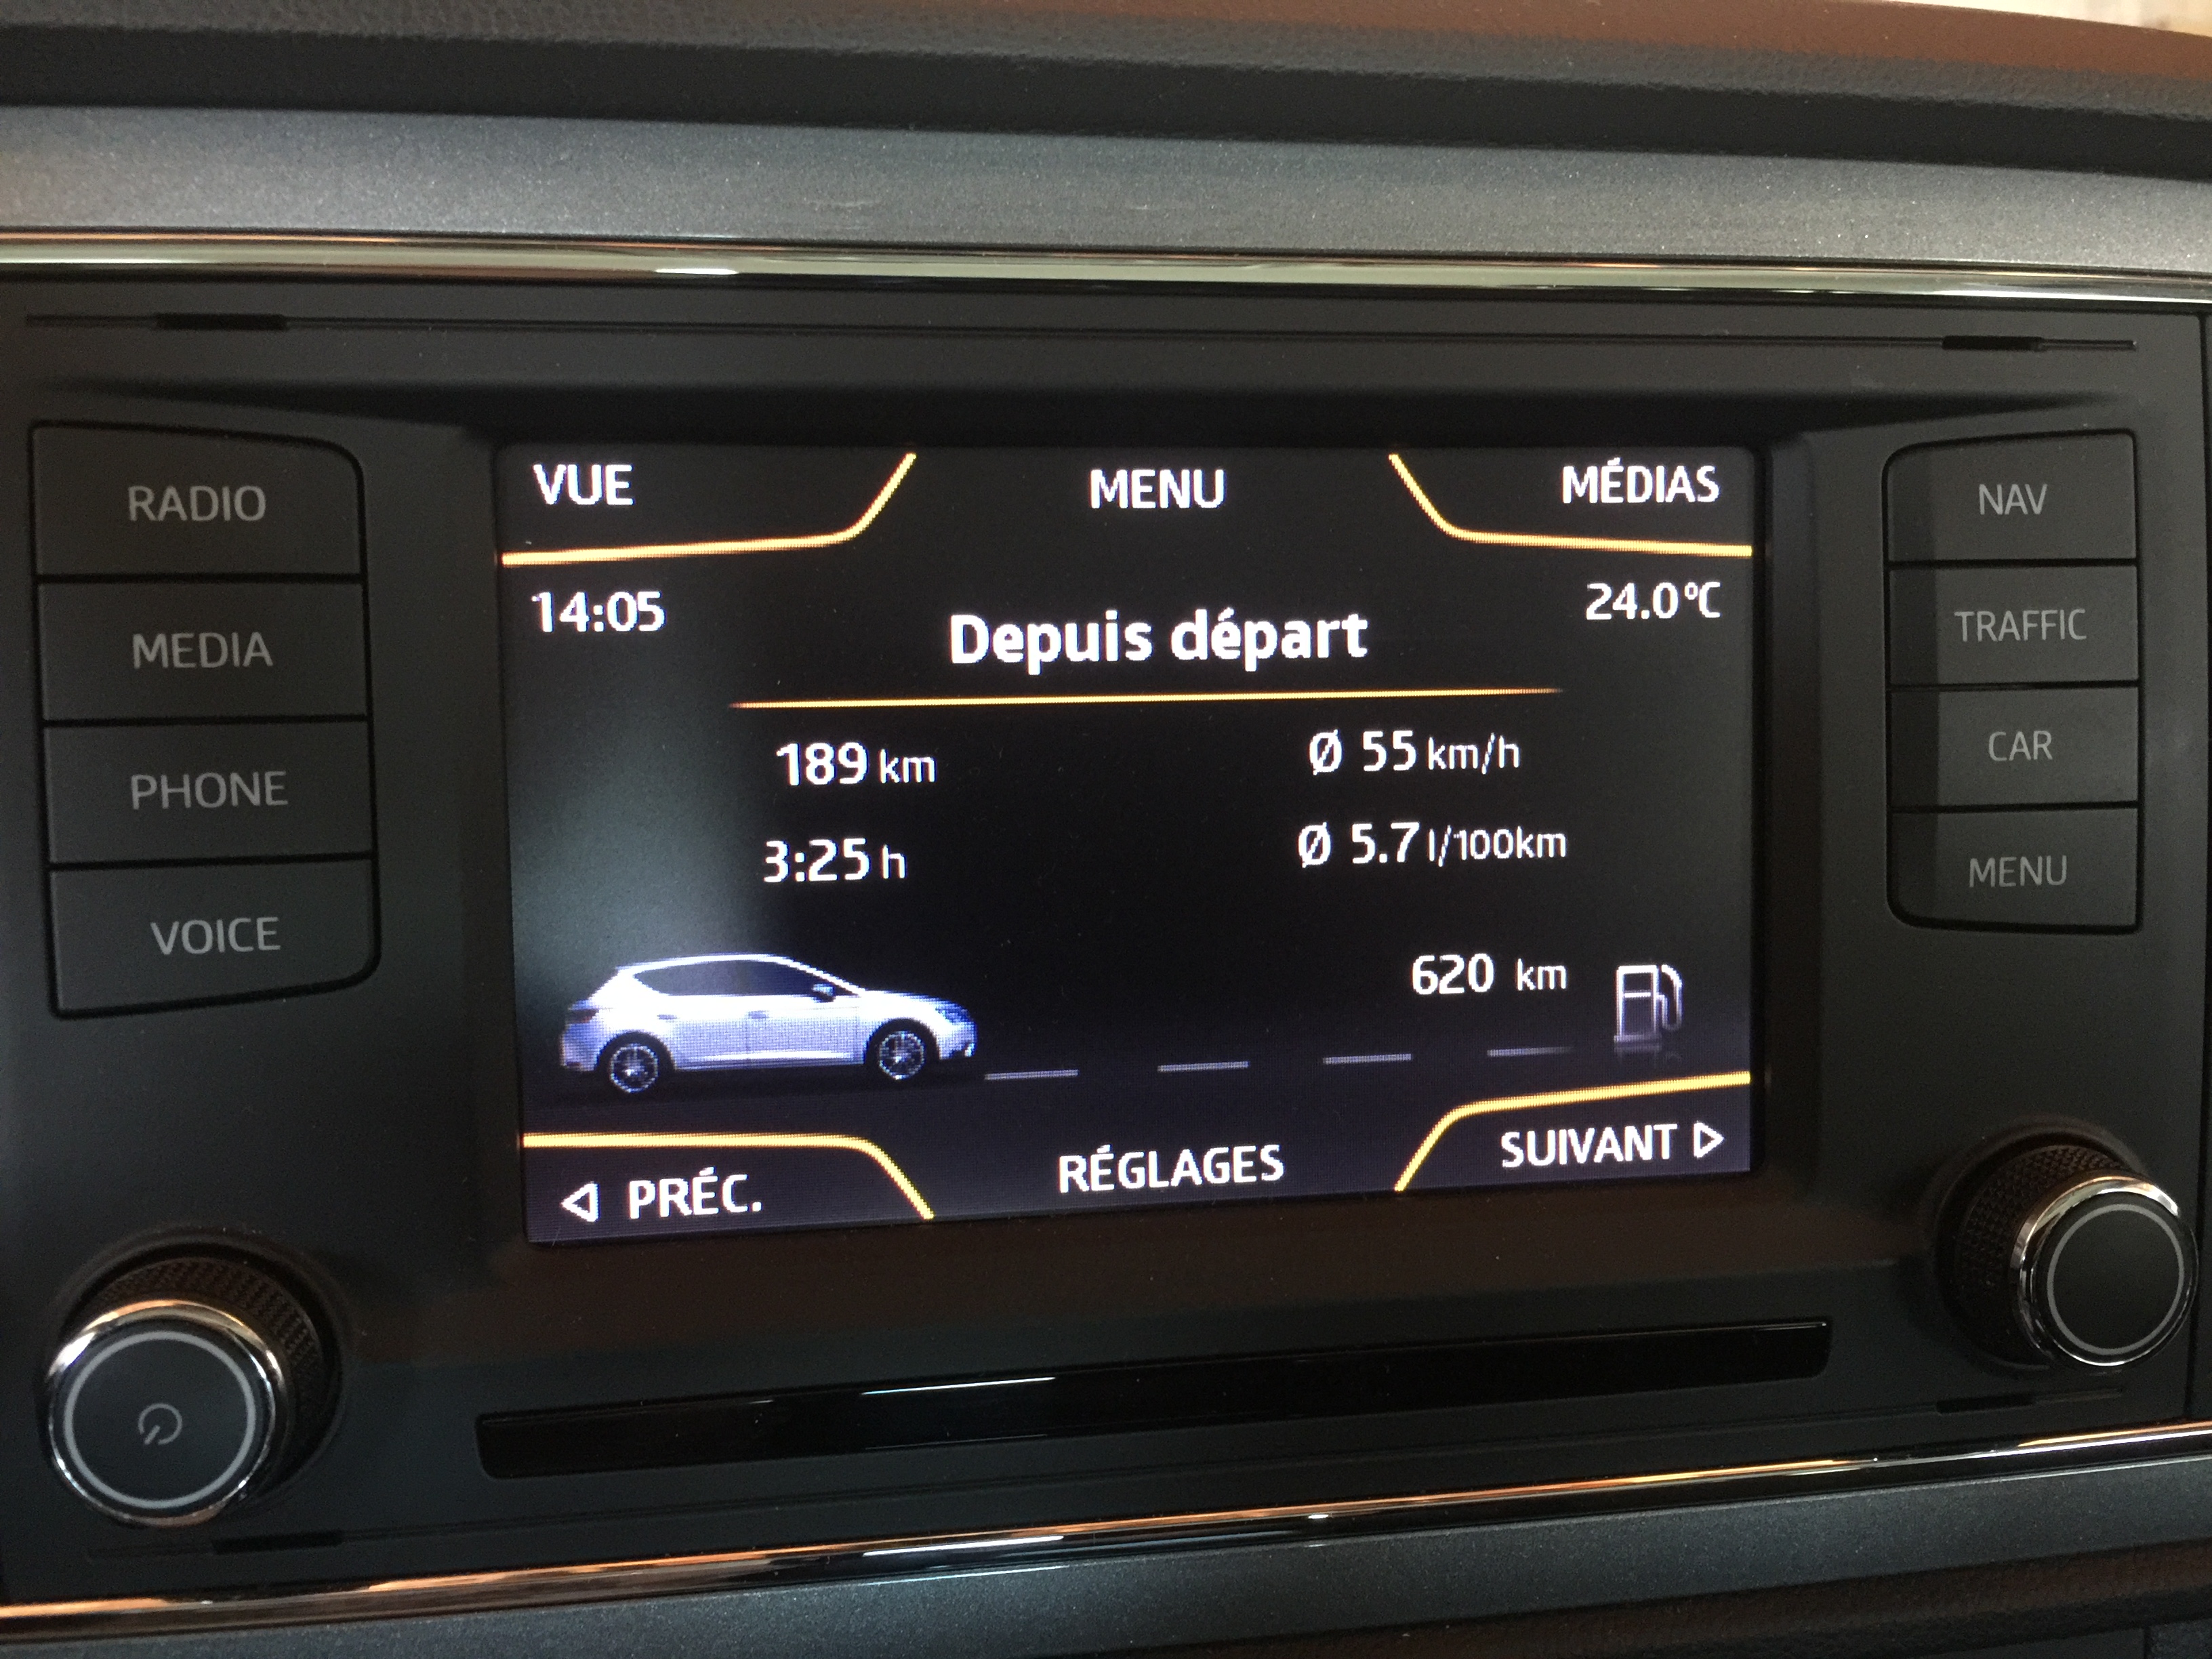 RADIO
MEDIA
PHONE
VOICE
VUE
MENU
MÉDIAS
14:05
24.0°C
Depuis départ
189 km
Ø 55 km/h
3:25 h
Ø 5.7 l/100km
620 km
◁ PRÉC.
RÉGLAGES
SUIVANT ▷
NAV
TRAFFIC
CAR
MENU